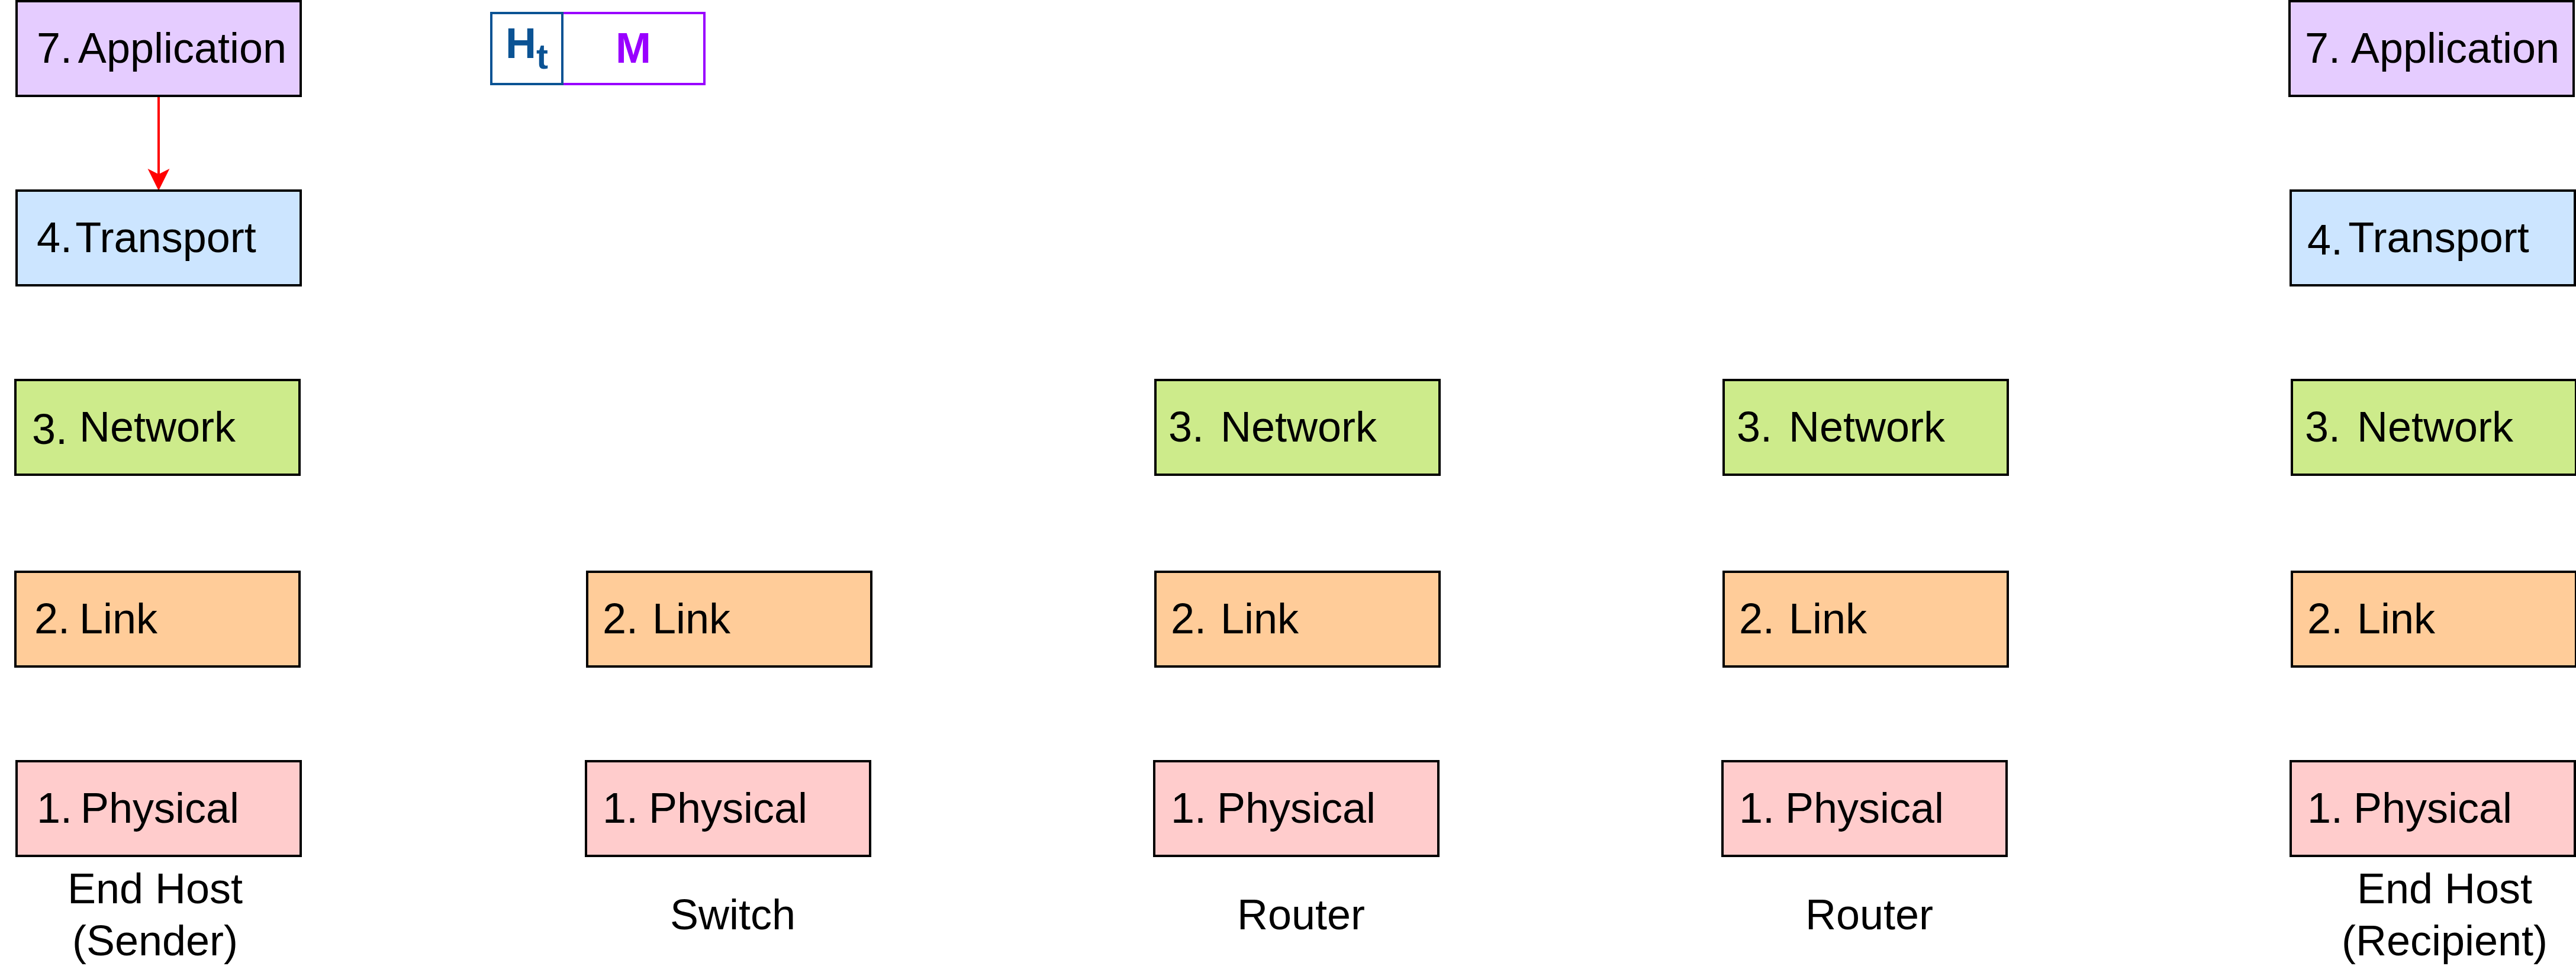 7. Application
Ht M
7. Application
4. Transport
4. Transport
3. Network
3. Network
3. Network
3. Network
2. Link
2. Link
2. Link
2. Link
2. Link
1. Physical
1. Physical
1. Physical
1. Physical
1. Physical
End Host
(Sender)
Switch
Router
Router
End Host
(Recipient)